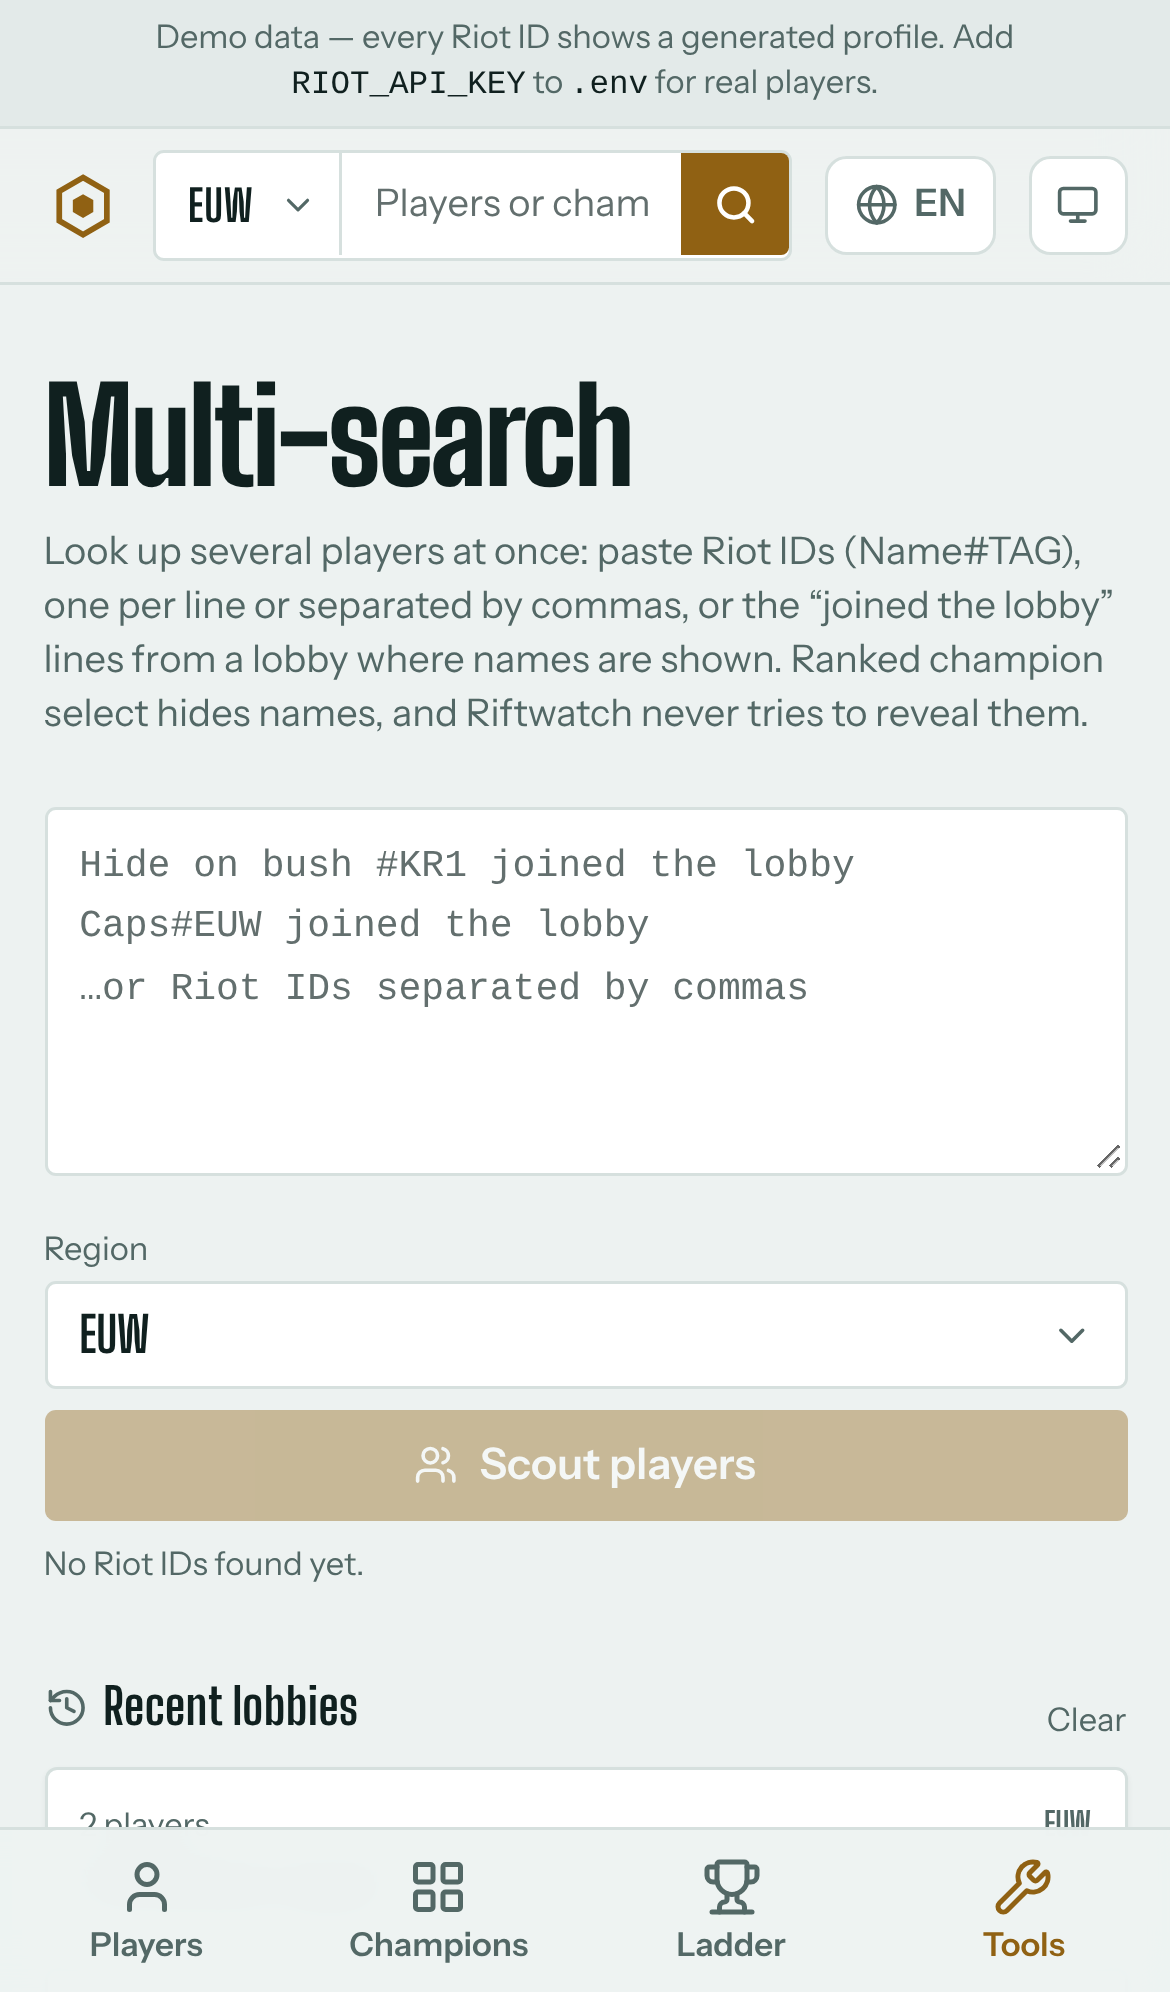 Demo data — every Riot ID shows a generated profile. Add
RIOT_API_KEY to .env for real players.
EUW
Players or cham
EN
Multi-search
Look up several players at once: paste Riot IDs (Name#TAG),
one per line or separated by commas, or the “joined the lobby”
lines from a lobby where names are shown. Ranked champion
select hides names, and Riftwatch never tries to reveal them.
Hide on bush #KR1 joined the lobby
Caps#EUW joined the lobby
…or Riot IDs separated by commas
Region
EUW
Scout players
No Riot IDs found yet.
Recent lobbies
Clear
2 players
EUW
Players
Champions
Ladder
Tools